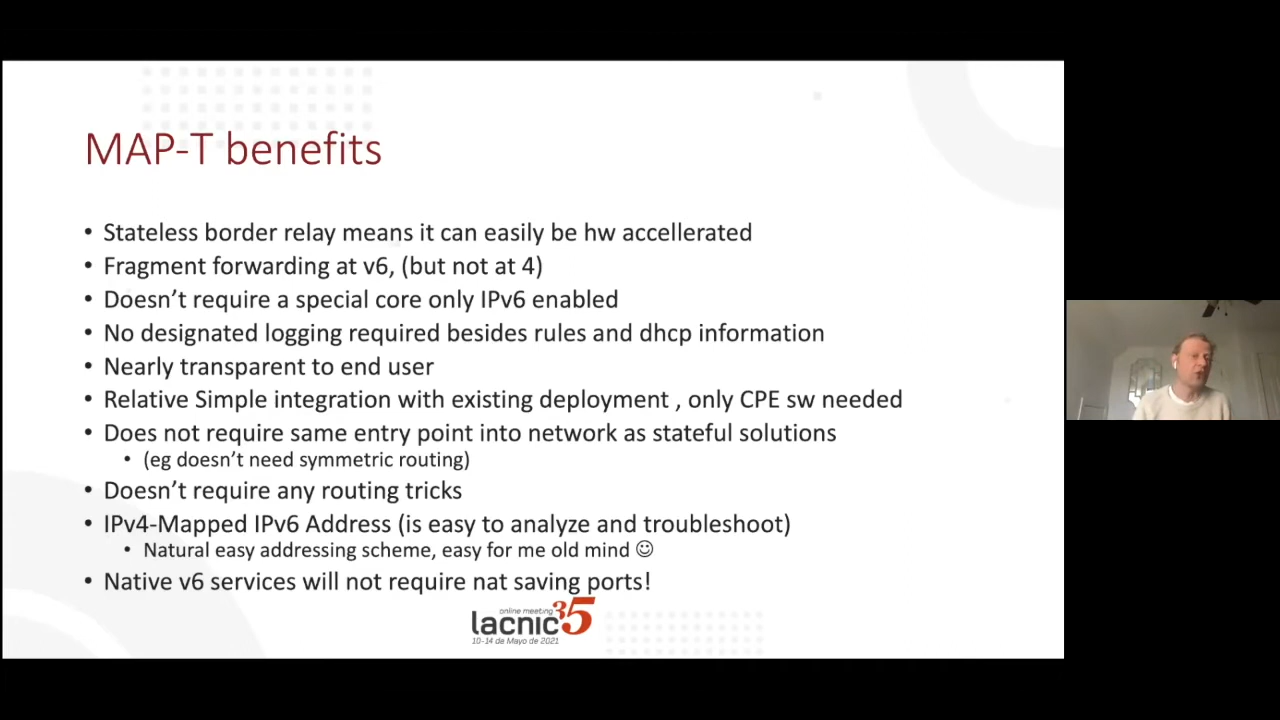 MAP-T benefits
• Stateless border relay means it can easily be hw accellerated
• Fragment forwarding at v6, (but not at 4)
• Doesn't require a special core only IPv6 enabled
• No designated logging required besides rules and dhcp information
• Nearly transparent to end user
• Relative Simple integration with existing deployment , only CPE sw needed
• Does not require same entry point into network as stateful solutions
• (eg doesn't need symmetric routing)
• Doesn't require any routing tricks
• IPv4-Mapped IPv6 Address (is easy to analyze and troubleshoot)
• Natural easy addressing scheme, easy for me old mind ☺
• Native v6 services will not require nat saving ports!
online meeting
lacnic35
10-14 de Mayo de 2021